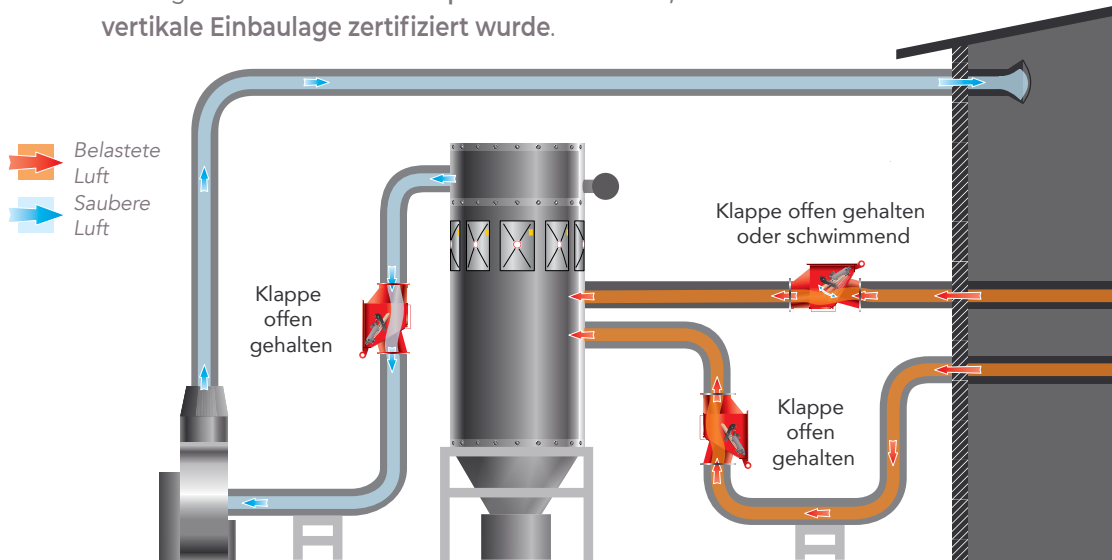 vertikale Einbaulage zertifiziert wurde.
Belastete
Luft
Saubere
Luft
Klappe offen gehalten
oder schwimmend
Klappe
offen
gehalten
Klappe
offen
gehalten